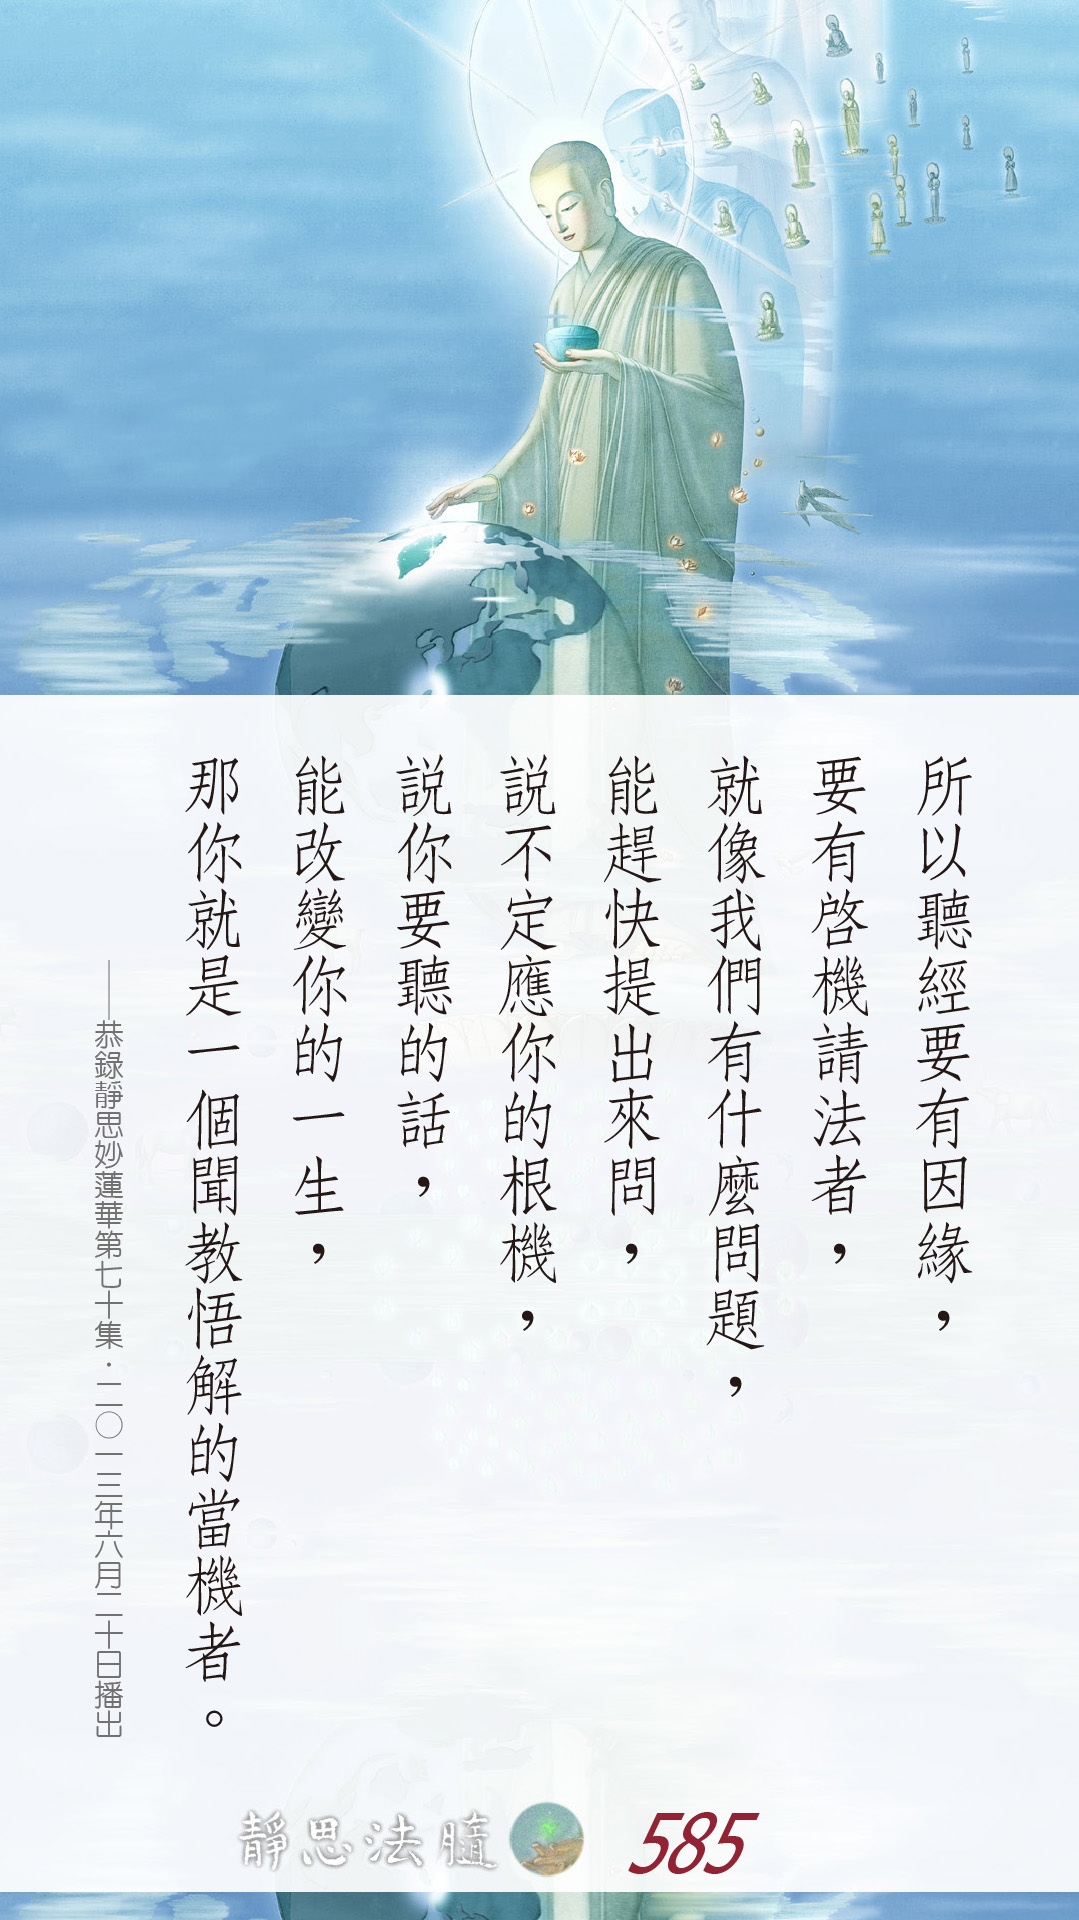 所以聽經要有因緣，
要有啓機請法者，
就像我們有什麼問題，
能趕快提出來問，
説不定應你的根機，
説你要聽的話，
能改變你的一生，
那你就是一個聞教悟解的當機者。
——恭錄靜思妙蓮華第七十集·二〇一三年六月二十日播出
靜思法髓 585